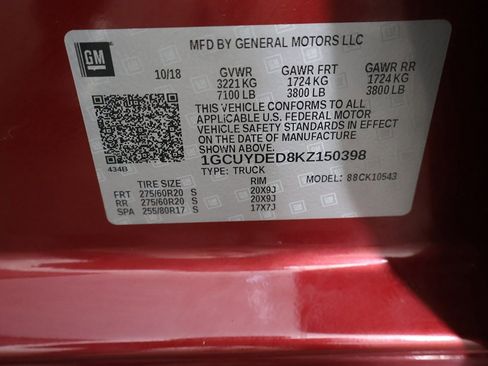 GM
MFD BY GENERAL MOTORS LLC
10/18 GVWR GAWR FRT GAWR RR
3221 KG 1724 KG 1724 KG
7100 LB 3800 LB 3800 LB
THIS VEHICLE CONFORMS TO ALL
APPLICABLE U.S. FEDERAL MOTOR
VEHICLE SAFETY STANDARDS IN EFFECT
ON THE DATE OF MANUFACTURE
434B
1GCUYDED8KZ150398
TYPE: TRUCK MODEL: 88CK10543
TIRE SIZE RIM
FRT 275/60R20 S 20X9J
RR 275/60R20 S 20X9J
SPA 255/80R17 S 17X7J